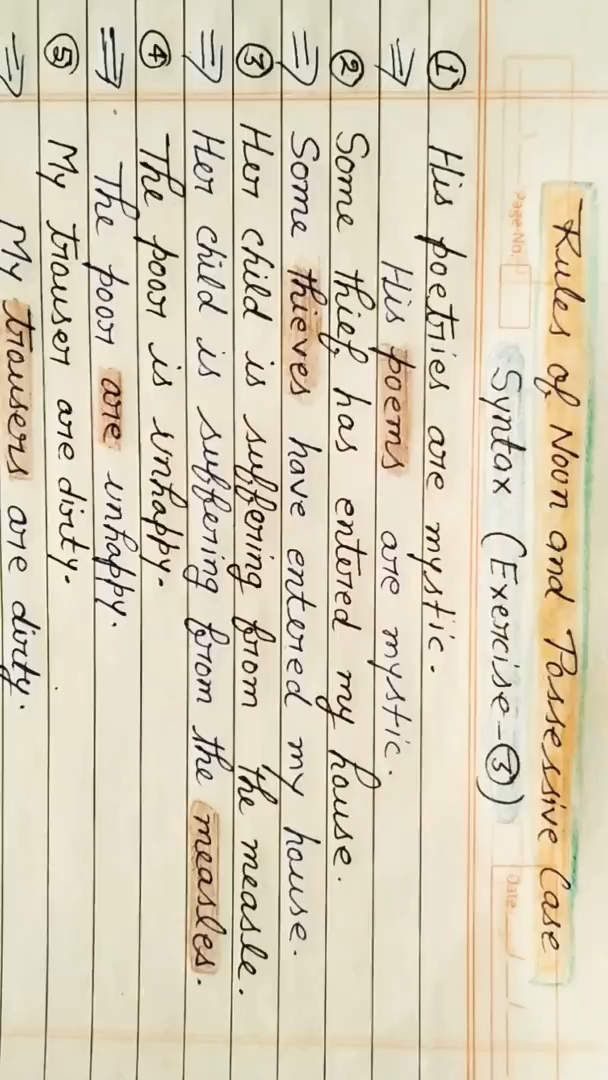 Rules of Noun and Possessive Case
Syntax (Exercise-③)
Page No.
Date
① His poetries are mystic.
⇒ His poems are mystic.
② Some thief has entered my house.
⇒ Some thieves have entered my house.
③ Her child is suffering from the measle.
⇒ Her child is suffering from the measles.
④ The poor is unhappy.
⇒ The poor are unhappy.
⑤ My trouser are dirty.
⇒ My trousers are dirty.